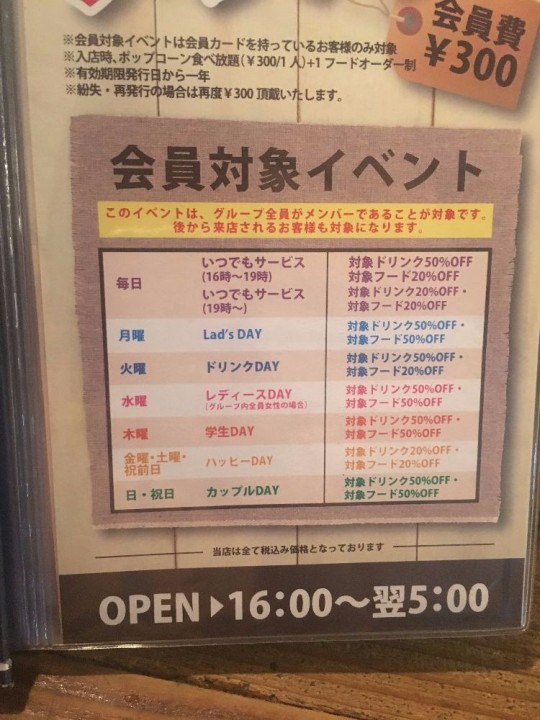 会員費
¥300
※会員対象イベントは会員カードを持っているお客様のみ対象
※入店時、ポップコーン食べ放題(¥300/1人)+1フードオーダー制
※有効期限発行日から一年
※紛失・再発行の場合は再度¥300頂戴いたします。
会員対象イベント
このイベントは、グループ全員がメンバーであることが対象です。
後から来店されるお客様も対象になります。
毎日
いつでもサービス
(16時～19時)
対象ドリンク50%OFF
対象フード20%OFF
いつでもサービス
(19時～)
対象ドリンク20%OFF・
対象フード20%OFF
月曜
Lad's DAY
対象ドリンク50%OFF・
対象フード50%OFF
火曜
ドリンクDAY
対象ドリンク50%OFF・
対象フード20%OFF
水曜
レディースDAY
(グループ内全員女性の場合)
対象ドリンク50%OFF・
対象フード50%OFF
木曜
学生DAY
対象ドリンク50%OFF・
対象フード50%OFF
金曜・土曜・
祝前日
ハッピーDAY
対象ドリンク20%OFF・
対象フード20%OFF
日・祝日
カップルDAY
対象ドリンク50%OFF・
対象フード50%OFF
当店は全て税込み価格となっております
OPEN▶16:00～翌5:00